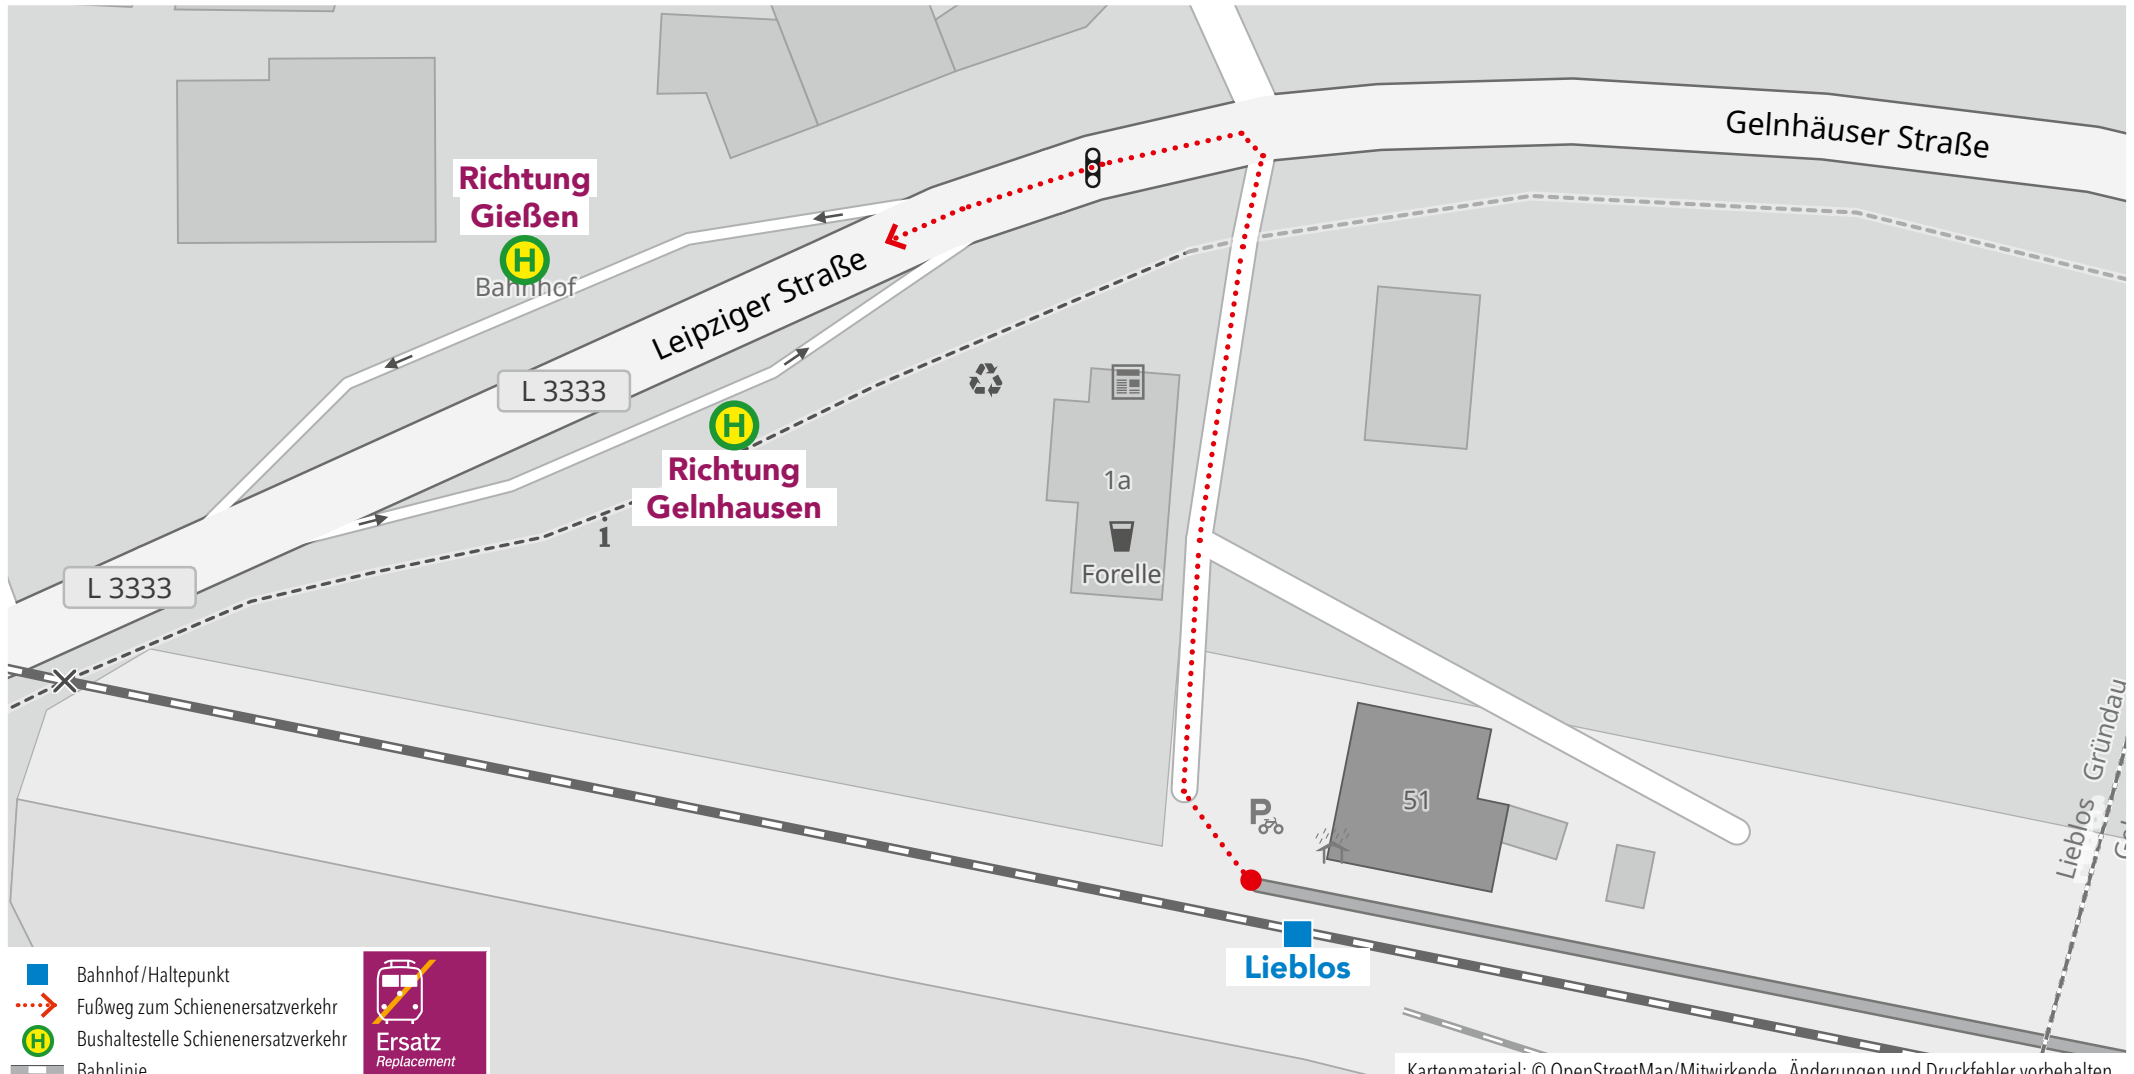 Gelnhäuser Straße
Richtung
Gießen
H
Bahnhof
Leipziger Straße
L 3333
H
Richtung
Gelnhausen
i
1a
Forelle
L 3333
P
51
Lieblos
Gründau
Lieblos
Bahnhof/Haltepunkt
Fußweg zum Schienenersatzverkehr
H Bushaltestelle Schienenersatzverkehr
Bahnlinie
Ersatz
Replacement
Kartenmaterial: © OpenStreetMap/Mitwirkende, Änderungen und Druckfehler vorbehalten